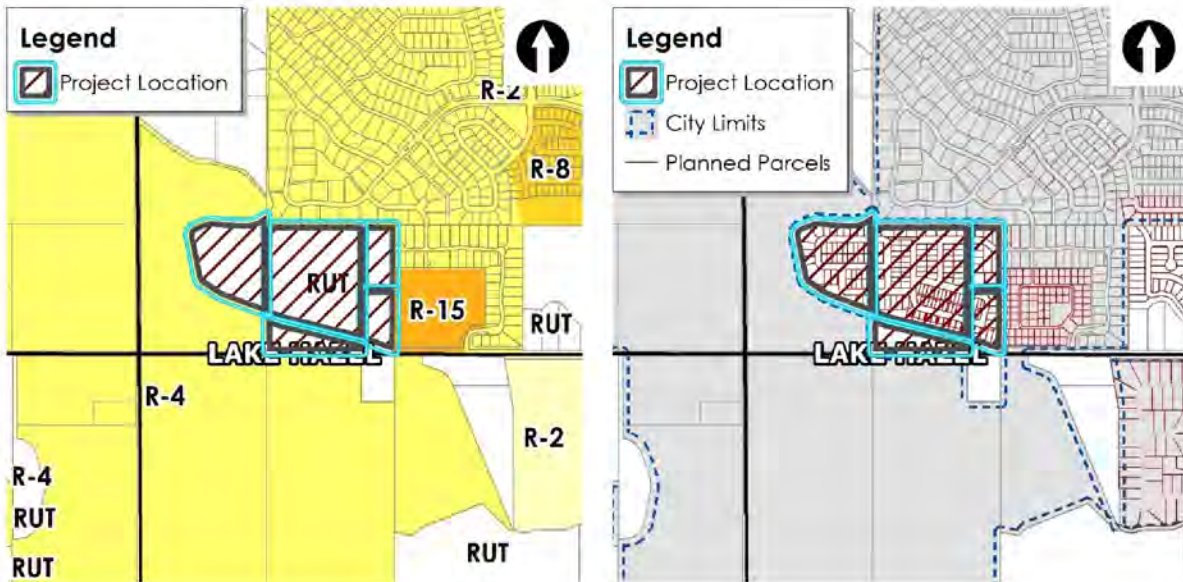 Legend
Project Location
R-2
R-8
RUT
R-15
RUT
LAKE HAZEL
R-4
R-2
R-4
RUT
RUT
RUT
Legend
Project Location
City Limits
Planned Parcels
LAKE HAZEL